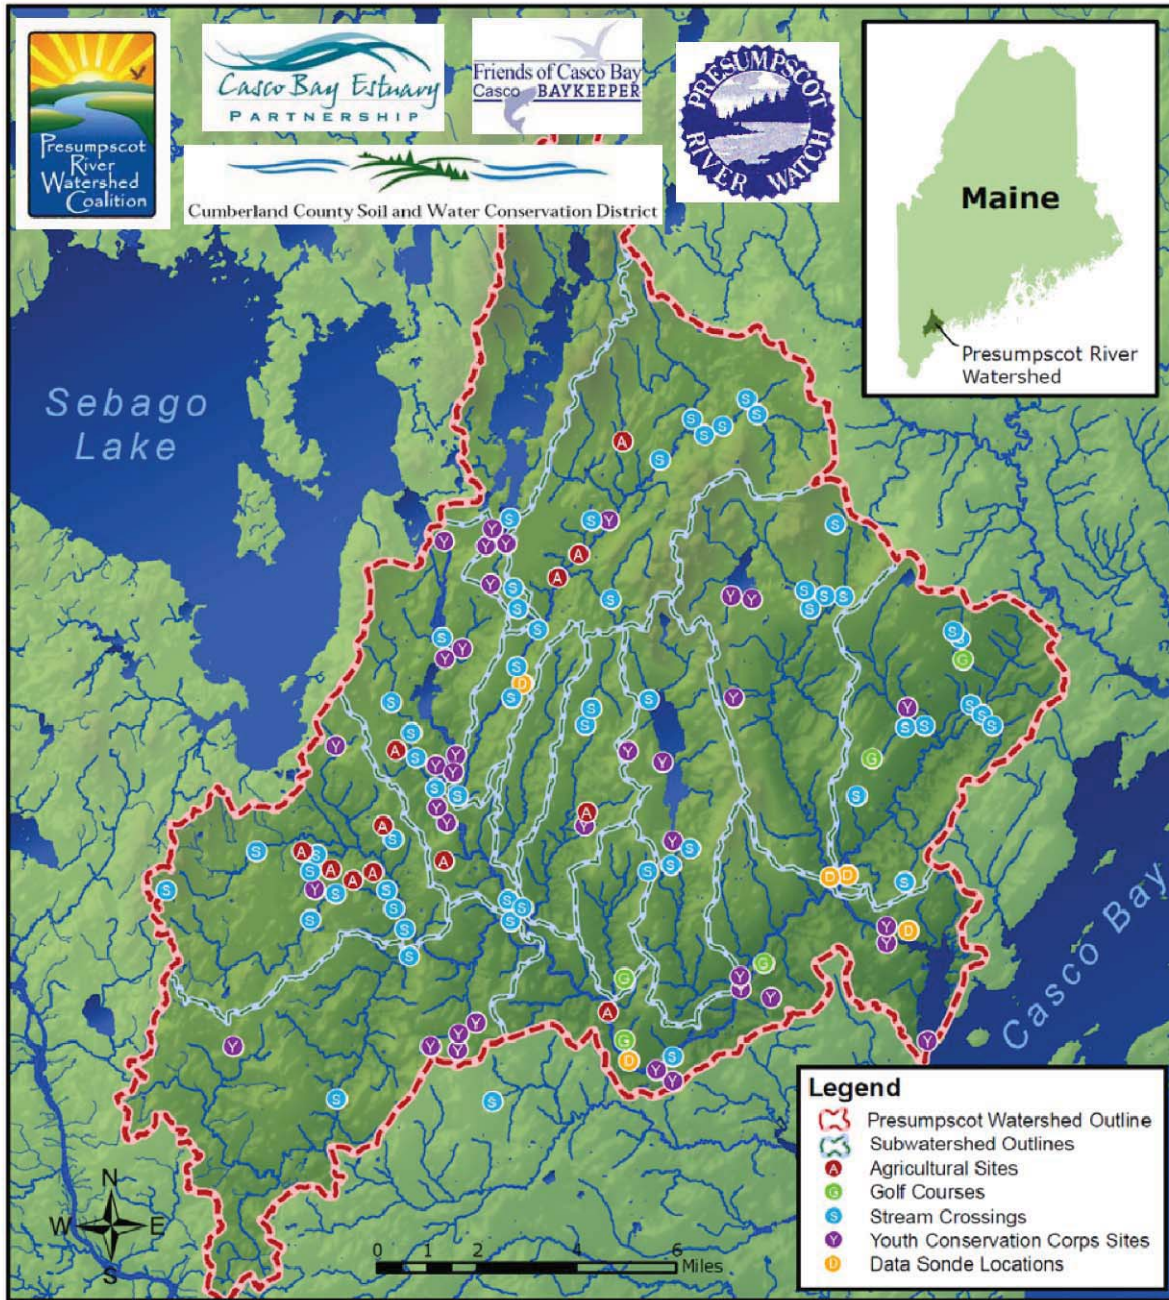 Presumpscot
River
Watershed
Coalition
Casco Bay Estuary
PARTNERSHIP
Friends of Casco Bay
Casco BAYKEEPER
PRESUMPSCOT
RIVER WATCH
Cumberland County Soil and Water Conservation District
Maine
Presumpscot River
Watershed
Sebago
Lake
S
S
S
S
S
A
S
S
S
Y
S
Y
Y
Y
Y
A
A
Y
S
S
S
S
Y
Y
S
S
S
S
S
S
G
S
Y
Y
S
D
S
S
S
S
S
Y
Y
S
S
S
S
S
S
A
S
Y
Y
Y
Y
Y
Y
G
S
S
S
Y
Y
A
Y
A
S
S
A
S
S
A
A
A
Y
S
S
A
Y
S
S
S
D
D
S
S
S
S
S
S
S
S
S
Y
Y
D
Casco Bay
G
Y
Y
G
Y
A
Y
Y
Y
Y
Y
G
D
S
Y
Y
Y
S
S
Legend
Presumpscot Watershed Outline
Subwatershed Outlines
A Agricultural Sites
G Golf Courses
S Stream Crossings
Y Youth Conservation Corps Sites
D Data Sonde Locations
N
W E
S
0 1 2 4 6
Miles